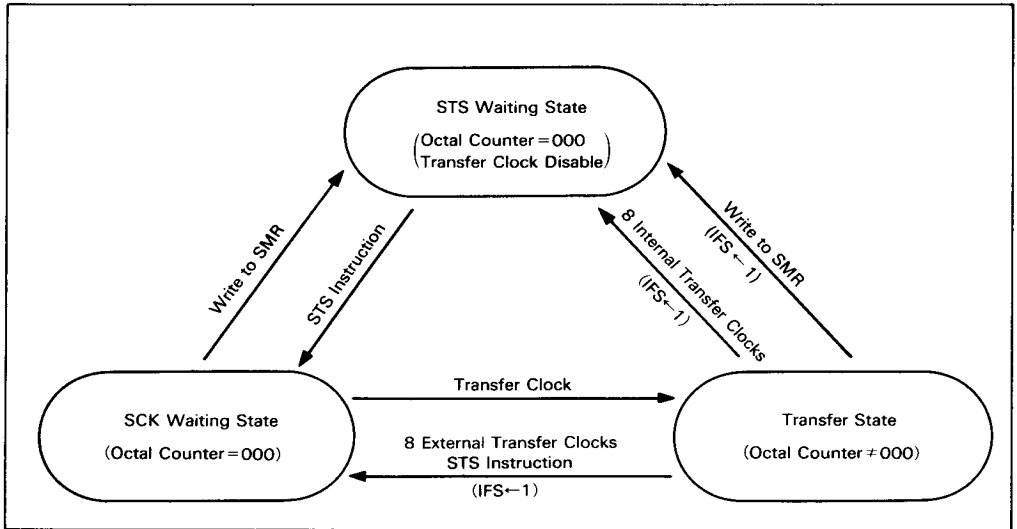 STS Waiting State
(Octal Counter=000
Transfer Clock Disable)
Write to SMR
STS Instruction
8 Internal Transfer Clocks
(IFS←1)
Write to SMR
(IFS←1)
SCK Waiting State
(Octal Counter=000)
Transfer Clock
8 External Transfer Clocks
STS Instruction
(IFS←1)
Transfer State
(Octal Counter≠000)